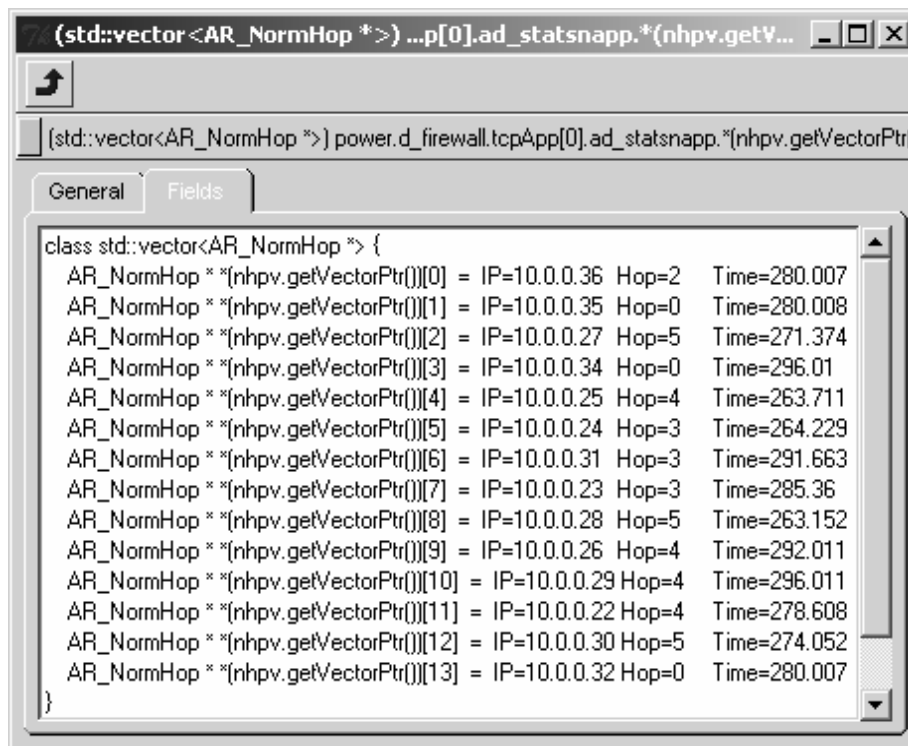 (std::vector<AR_NormHop *>) ...p[0].ad_statsnapp.*(nhpv.getV...
(std::vector<AR_NormHop *>) power.d_firewall.tcpApp[0].ad_statsnapp.*(nhpv.getVectorPtr
General Fields
class std::vector<AR_NormHop *> {
AR_NormHop * *(nhpv.getVectorPtr())[0] = IP=10.0.0.36 Hop=2 Time=280.007
AR_NormHop * *(nhpv.getVectorPtr())[1] = IP=10.0.0.35 Hop=0 Time=280.008
AR_NormHop * *(nhpv.getVectorPtr())[2] = IP=10.0.0.27 Hop=5 Time=271.374
AR_NormHop * *(nhpv.getVectorPtr())[3] = IP=10.0.0.34 Hop=0 Time=296.01
AR_NormHop * *(nhpv.getVectorPtr())[4] = IP=10.0.0.25 Hop=4 Time=263.711
AR_NormHop * *(nhpv.getVectorPtr())[5] = IP=10.0.0.24 Hop=3 Time=264.229
AR_NormHop * *(nhpv.getVectorPtr())[6] = IP=10.0.0.31 Hop=3 Time=291.663
AR_NormHop * *(nhpv.getVectorPtr())[7] = IP=10.0.0.23 Hop=3 Time=285.36
AR_NormHop * *(nhpv.getVectorPtr())[8] = IP=10.0.0.28 Hop=5 Time=263.152
AR_NormHop * *(nhpv.getVectorPtr())[9] = IP=10.0.0.26 Hop=4 Time=292.011
AR_NormHop * *(nhpv.getVectorPtr())[10] = IP=10.0.0.29 Hop=4 Time=296.011
AR_NormHop * *(nhpv.getVectorPtr())[11] = IP=10.0.0.22 Hop=4 Time=278.608
AR_NormHop * *(nhpv.getVectorPtr())[12] = IP=10.0.0.30 Hop=5 Time=274.052
AR_NormHop * *(nhpv.getVectorPtr())[13] = IP=10.0.0.32 Hop=0 Time=280.007
}